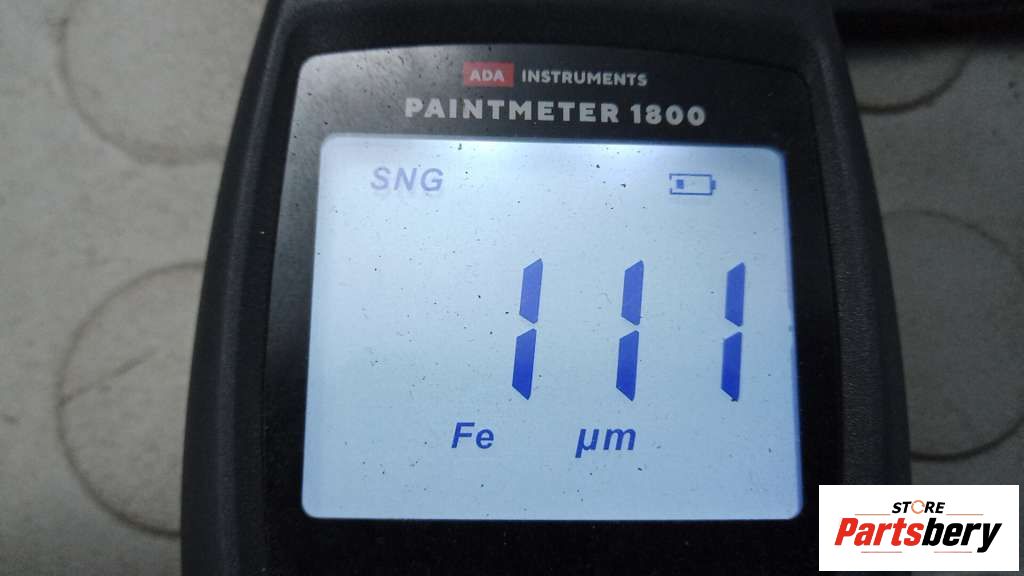 ADA INSTRUMENTS
PAINTMETER 1800
SNG
111
Fe µm
STORE
Partsbery